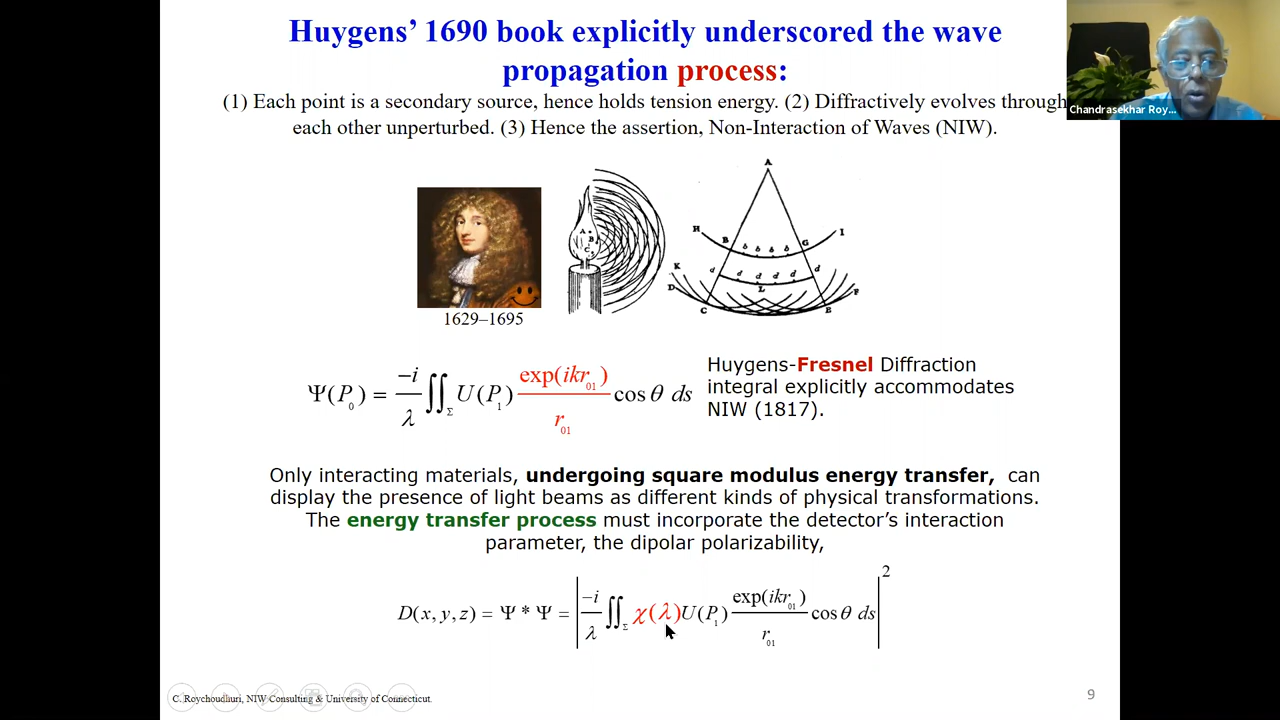 Huygens' 1690 book explicitly underscored the wave
propagation process:
(1) Each point is a secondary source, hence holds tension energy. (2) Diffractively evolves through
each other unperturbed. (3) Hence the assertion, Non-Interaction of Waves (NIW).
Chandrasekhar Roy...
A
H B b b b b G I
K d d d d d d
D L F
C E
A
B
C
1629–1695
Ψ(P₀) = −i/λ ∬_Σ U(P₁) exp(ikr₀₁)/r₀₁ cos θ ds
Huygens-Fresnel Diffraction
integral explicitly accommodates
NIW (1817).
Only interacting materials, undergoing square modulus energy transfer, can
display the presence of light beams as different kinds of physical transformations.
The energy transfer process must incorporate the detector's interaction
parameter, the dipolar polarizability,
D(x, y, z) = Ψ * Ψ = |−i/λ ∬_Σ χ(λ)U(P₁) exp(ikr₀₁)/r₀₁ cos θ ds|²
C. Roychoudhuri, NIW Consulting & University of Connecticut.
9